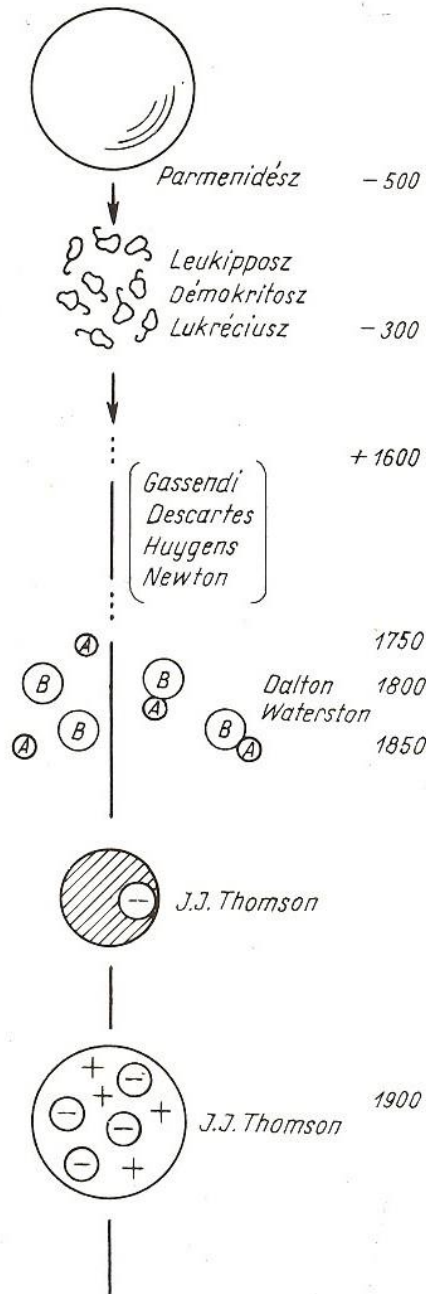 Parmenidész -500
Leukipposz
Démokritosz
Lukréciusz -300
+1600
Gassendi
Descartes
Huygens
Newton
A 1750
B B Dalton 1800
A Waterston
B B
A A 1850
− J.J. Thomson
+ −
− + + 1900
− J.J. Thomson
− +